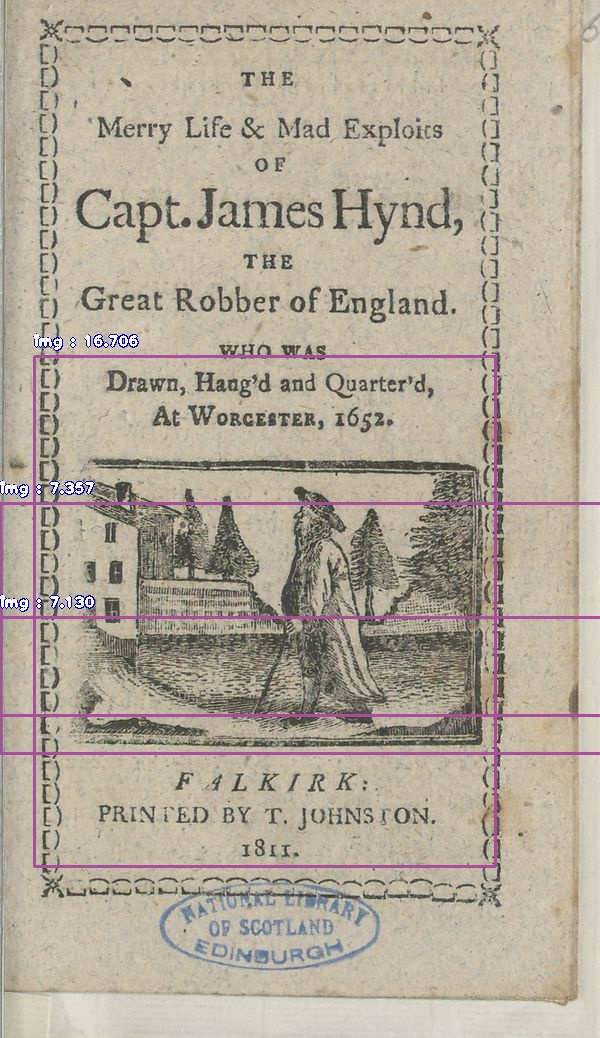 THE
Merry Life & Mad Exploits
OF
Capt. James Hynd,
THE
Great Robber of England.
WHO WAS
Drawn, Hang'd and Quarter'd,
At WORCESTER, 1652.
FALKIRK:
PRINTED BY T. JOHNSTON.
1811.
NATIONAL LIBRARY
OF SCOTLAND
EDINBURGH
img : 16.706
img : 7.357
img : 7.130